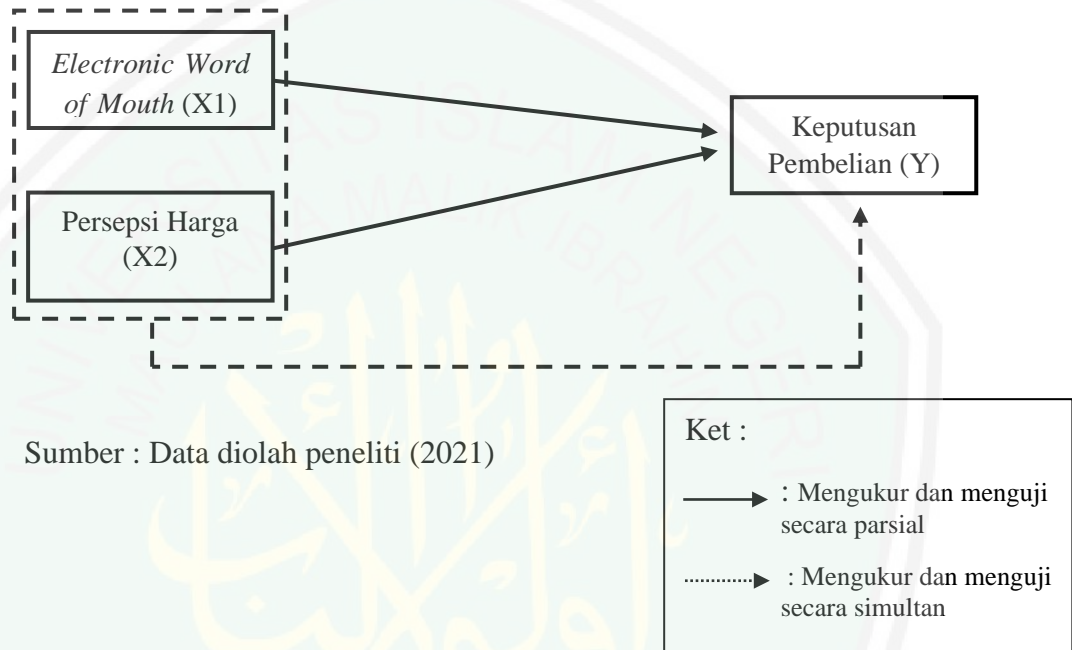 Electronic Word
of Mouth (X1)
Persepsi Harga
(X2)
Keputusan
Pembelian (Y)
Sumber : Data diolah peneliti (2021)
Ket :
: Mengukur dan menguji
secara parsial
: Mengukur dan menguji
secara simultan